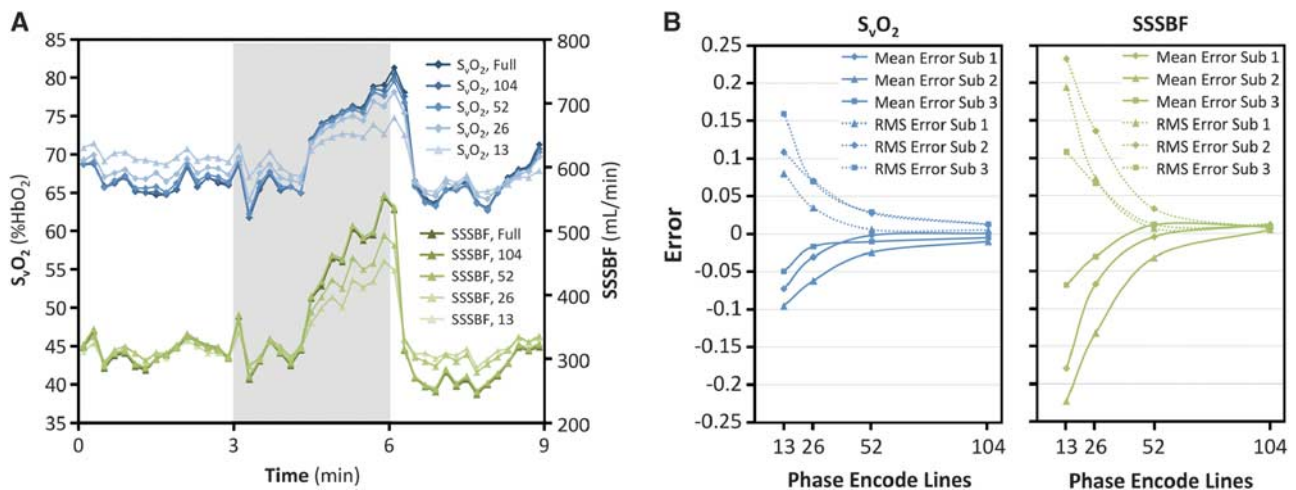 A
85
80
75
70
65
60
55
50
45
40
35
SᵥO₂ (%HbO₂)
SᵥO₂, Full
SᵥO₂, 104
SᵥO₂, 52
SᵥO₂, 26
SᵥO₂, 13
SSSBF, Full
SSSBF, 104
SSSBF, 52
SSSBF, 26
SSSBF, 13
800
700
600
500
400
300
200
SSSBF (mL/min)
0 3 6 9
Time (min)
B
SᵥO₂
0.25
0.2
0.15
0.1
0.05
0
-0.05
-0.1
-0.15
-0.2
-0.25
Error
Mean Error Sub 1
Mean Error Sub 2
Mean Error Sub 3
RMS Error Sub 1
RMS Error Sub 2
RMS Error Sub 3
13 26 52 104
Phase Encode Lines
SSSBF
Mean Error Sub 1
Mean Error Sub 2
Mean Error Sub 3
RMS Error Sub 1
RMS Error Sub 2
RMS Error Sub 3
13 26 52 104
Phase Encode Lines